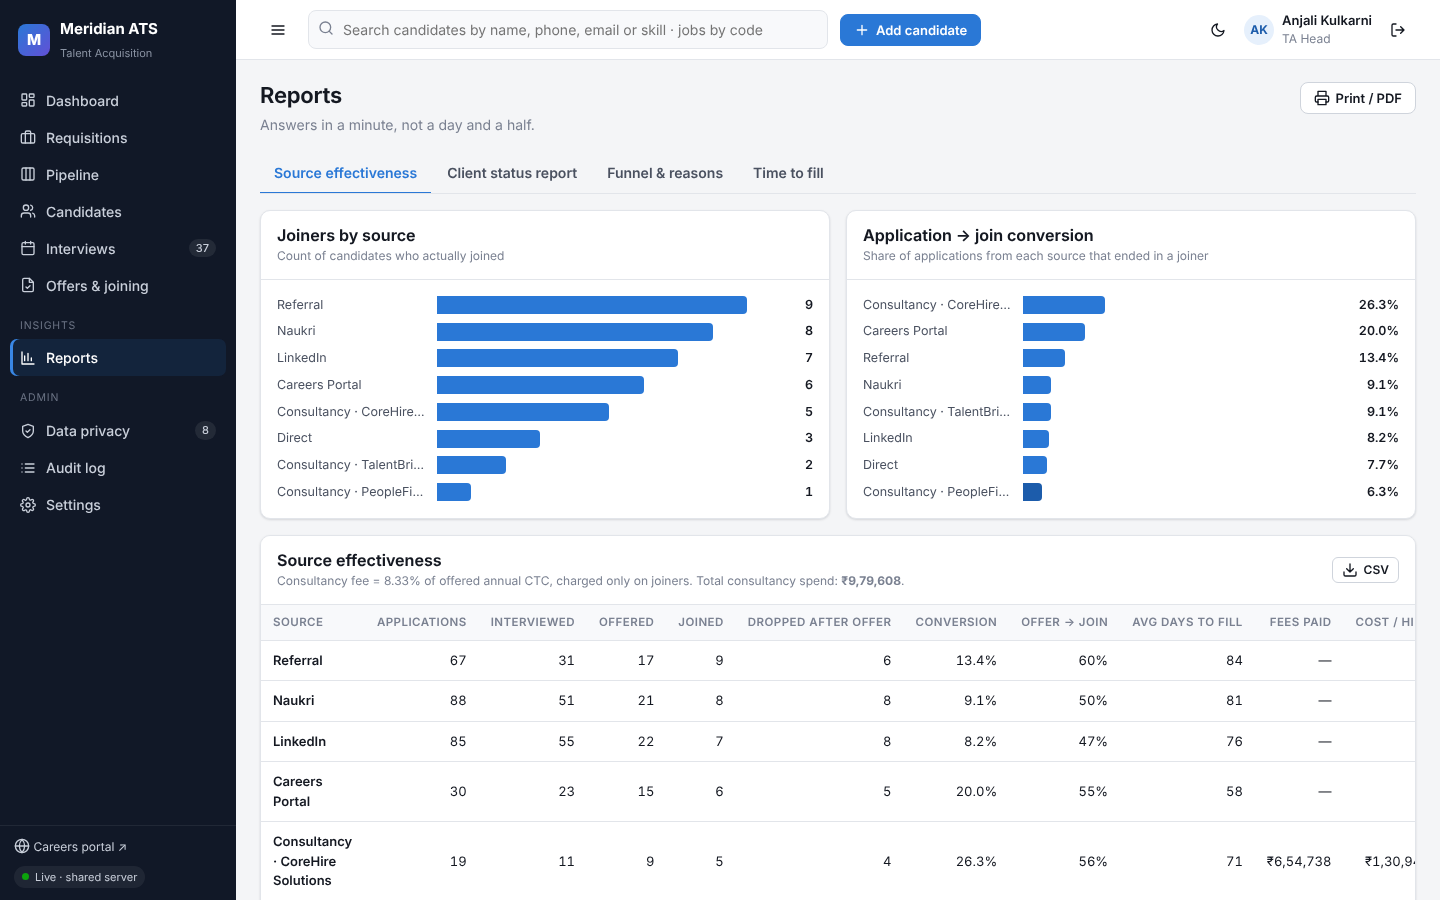 M
Meridian ATS
Talent Acquisition
Dashboard
Requisitions
Pipeline
Candidates
Interviews 37
Offers & joining
INSIGHTS
Reports
ADMIN
Data privacy 8
Audit log
Settings
Careers portal ↗
Live · shared server
Search candidates by name, phone, email or skill · jobs by code
+ Add candidate
AK
Anjali Kulkarni
TA Head
Reports
Answers in a minute, not a day and a half.
Print / PDF
Source effectiveness Client status report Funnel & reasons Time to fill
Joiners by source
Count of candidates who actually joined
Referral 9
Naukri 8
LinkedIn 7
Careers Portal 6
Consultancy · CoreHire... 5
Direct 3
Consultancy · TalentBri... 2
Consultancy · PeopleFi... 1
Application → join conversion
Share of applications from each source that ended in a joiner
Consultancy · CoreHire... 26.3%
Careers Portal 20.0%
Referral 13.4%
Naukri 9.1%
Consultancy · TalentBri... 9.1%
LinkedIn 8.2%
Direct 7.7%
Consultancy · PeopleFi... 6.3%
Source effectiveness
Consultancy fee = 8.33% of offered annual CTC, charged only on joiners. Total consultancy spend: ₹9,79,608.
CSV
SOURCE APPLICATIONS INTERVIEWED OFFERED JOINED DROPPED AFTER OFFER CONVERSION OFFER → JOIN AVG DAYS TO FILL FEES PAID COST / HI
Referral 67 31 17 9 6 13.4% 60% 84 —
Naukri 88 51 21 8 8 9.1% 50% 81 —
LinkedIn 85 55 22 7 8 8.2% 47% 76 —
Careers
Portal 30 23 15 6 5 20.0% 55% 58 —
Consultancy
· CoreHire 19 11 9 5 4 26.3% 56% 71 ₹6,54,738 ₹1,30,94
Solutions